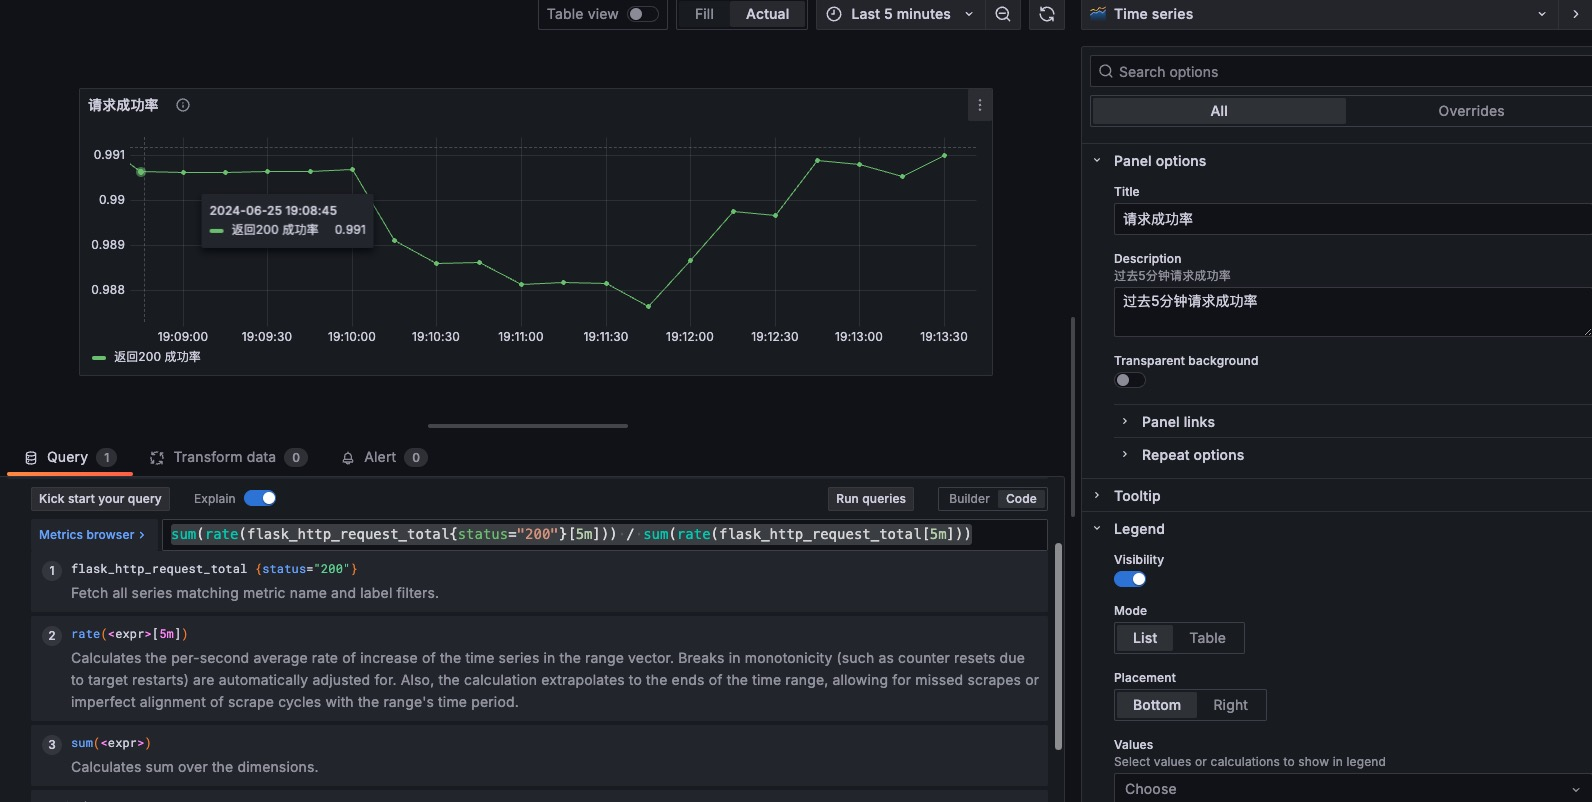 Table view
Fill
Actual
Last 5 minutes
Time series
Search options
All
Overrides
请求成功率
0.991
0.99
0.989
0.988
2024-06-25 19:08:45
返回200 成功率 0.991
19:09:00
19:09:30
19:10:00
19:10:30
19:11:00
19:11:30
19:12:00
19:12:30
19:13:00
19:13:30
返回200 成功率
Panel options
Title
请求成功率
Description
过去5分钟请求成功率
过去5分钟请求成功率
Transparent background
Panel links
Repeat options
Tooltip
Legend
Visibility
Mode
List
Table
Placement
Bottom
Right
Values
Select values or calculations to show in legend
Choose
Query 1
Transform data 0
Alert 0
Kick start your query
Explain
Run queries
Builder
Code
Metrics browser >
sum(rate(flask_http_request_total{status="200"}[5m])) / sum(rate(flask_http_request_total[5m]))
1 flask_http_request_total {status="200"}
Fetch all series matching metric name and label filters.
2 rate(<expr>[5m])
Calculates the per-second average rate of increase of the time series in the range vector. Breaks in monotonicity (such as counter resets due
to target restarts) are automatically adjusted for. Also, the calculation extrapolates to the ends of the time range, allowing for missed scrapes or
imperfect alignment of scrape cycles with the range's time period.
3 sum(<expr>)
Calculates sum over the dimensions.